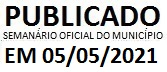 PUBLICADO
SEMANÁRIO OFICIAL DO MUNICÍPIO
EM 05/05/2021